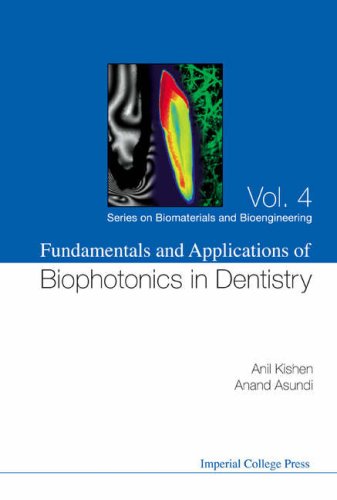 Vol. 4
Series on Biomaterials and Bioengineering
Fundamentals and Applications of
Biophotonics in Dentistry
Anil Kishen
Anand Asundi
Imperial College Press